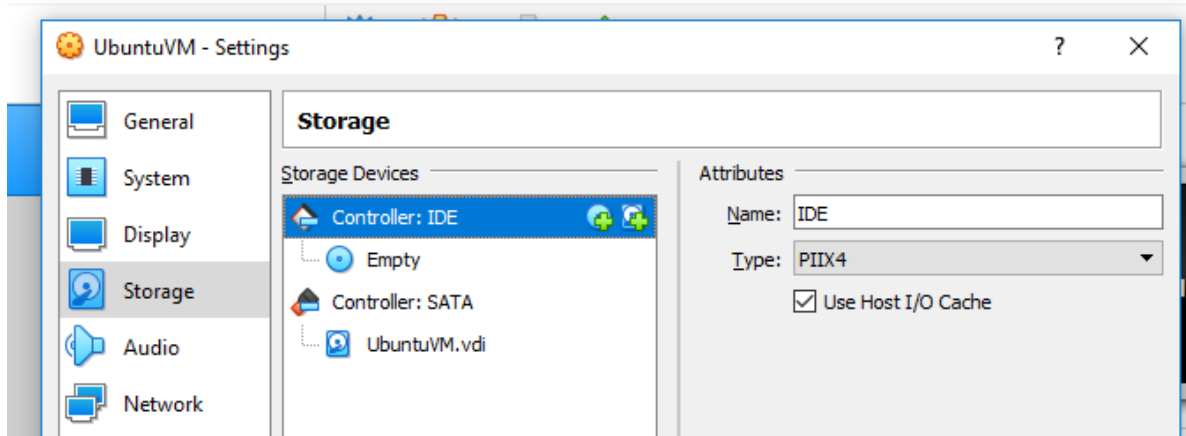 UbuntuVM - Settings
?
General
System
Display
Storage
Audio
Network
Storage
Storage Devices
Controller: IDE
Empty
Controller: SATA
UbuntuVM.vdi
Attributes
Name: IDE
Type: PIIX4
Use Host I/O Cache